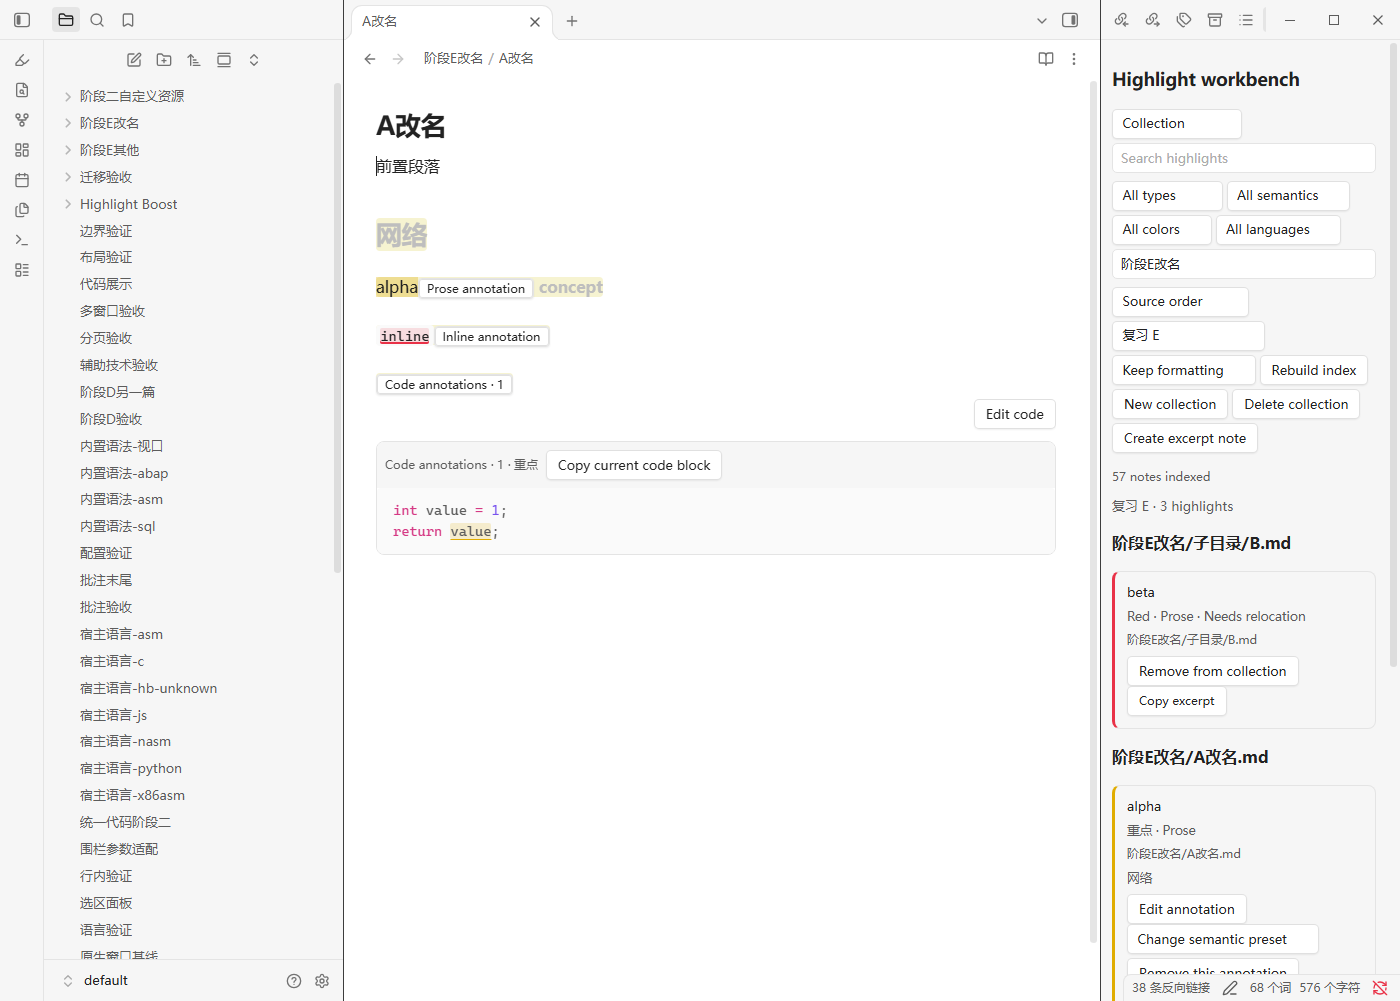 A改名
阶段E改名 / A改名
阶段二自定义资源
阶段E改名
阶段E其他
迁移验收
Highlight Boost
边界验证
布局验证
代码展示
多窗口验收
分页验收
辅助技术验收
阶段D另一篇
阶段D验收
内置语法-视口
内置语法-abap
内置语法-asm
内置语法-sql
配置验证
批注末尾
批注验收
宿主语言-asm
宿主语言-c
宿主语言-hb-unknown
宿主语言-js
宿主语言-nasm
宿主语言-python
宿主语言-x86asm
统一代码阶段二
围栏参数适配
行内验证
选区面板
语言验证
原生窗口基线
default
A改名
前置段落
网络
alpha Prose annotation concept
inline Inline annotation
Code annotations · 1
Edit code
Code annotations · 1 · 重点 Copy current code block
int value = 1;
return value;
Highlight workbench
Collection
Search highlights
All types All semantics
All colors All languages
阶段E改名
Source order
复习 E
Keep formatting Rebuild index
New collection Delete collection
Create excerpt note
57 notes indexed
复习 E · 3 highlights
阶段E改名/子目录/B.md
beta
Red · Prose · Needs relocation
阶段E改名/子目录/B.md
Remove from collection
Copy excerpt
阶段E改名/A改名.md
alpha
重点 · Prose
阶段E改名/A改名.md
网络
Edit annotation
Change semantic preset
Remove this annotation
38 条反向链接 68 个词 576 个字符